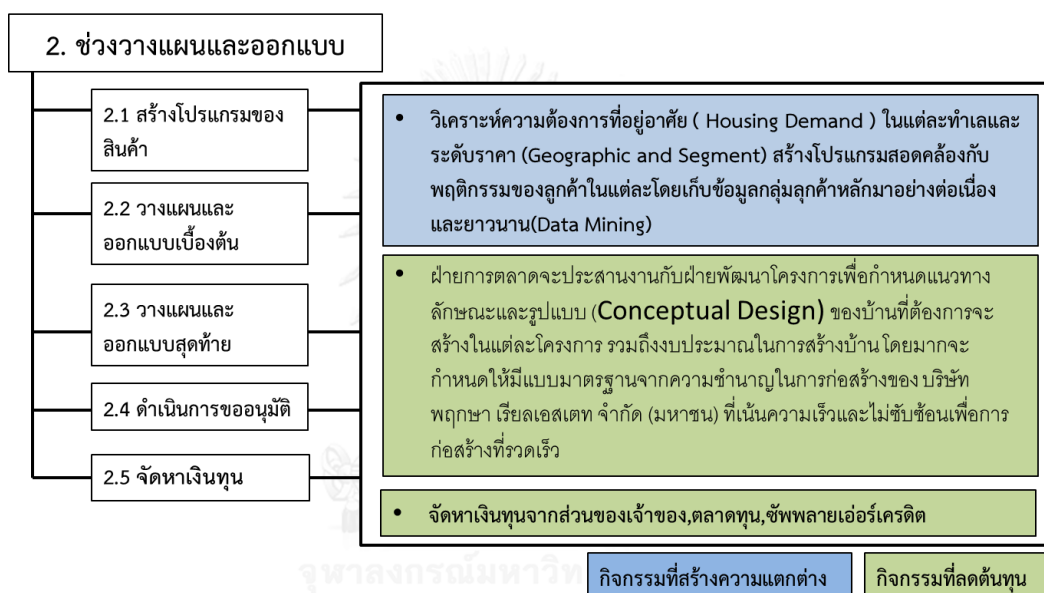 2. ช่วงวางแผนและออกแบบ
2.1 สร้างโปรแกรมของ
สินค้า
2.2 วางแผนและ
ออกแบบเบื้องต้น
2.3 วางแผนและ
ออกแบบสุดท้าย
2.4 ดำเนินการขออนุมัติ
2.5 จัดหาเงินทุน
• วิเคราะห์ความต้องการที่อยู่อาศัย ( Housing Demand ) ในแต่ละทำเลและ
ระดับราคา (Geographic and Segment) สร้างโปรแกรมสอดคล้องกับ
พฤติกรรมของลูกค้าในแต่ละโดยเก็บข้อมูลกลุ่มลุกค้าหลักมาอย่างต่อเนื่อง
และยาวนาน(Data Mining)
• ฝ่ายการตลาดจะประสานงานกับฝ่ายพัฒนาโครงการเพื่อกำหนดแนวทาง
ลักษณะและรูปแบบ (Conceptual Design) ของบ้านที่ต้องการจะ
สร้างในแต่ละโครงการ รวมถึงงบประมาณในการสร้างบ้าน โดยมากจะ
กำหนดให้มีแบบมาตรฐานจากความชำนาญในการก่อสร้างของ บริษัท
พฤกษา เรียลเอสเตท จำกัด (มหาชน) ที่เน้นความเร็วและไม่ซับซ้อนเพื่อการ
ก่อสร้างที่รวดเร็ว
• จัดหาเงินทุนจากส่วนของเจ้าของ,ตลาดทุน,ซัพพลายเอ่อร์เครดิต
จุฬาลงกรณ์มหาวิท
กิจกรรมที่สร้างความแตกต่าง
กิจกรรมที่ลดต้นทุน